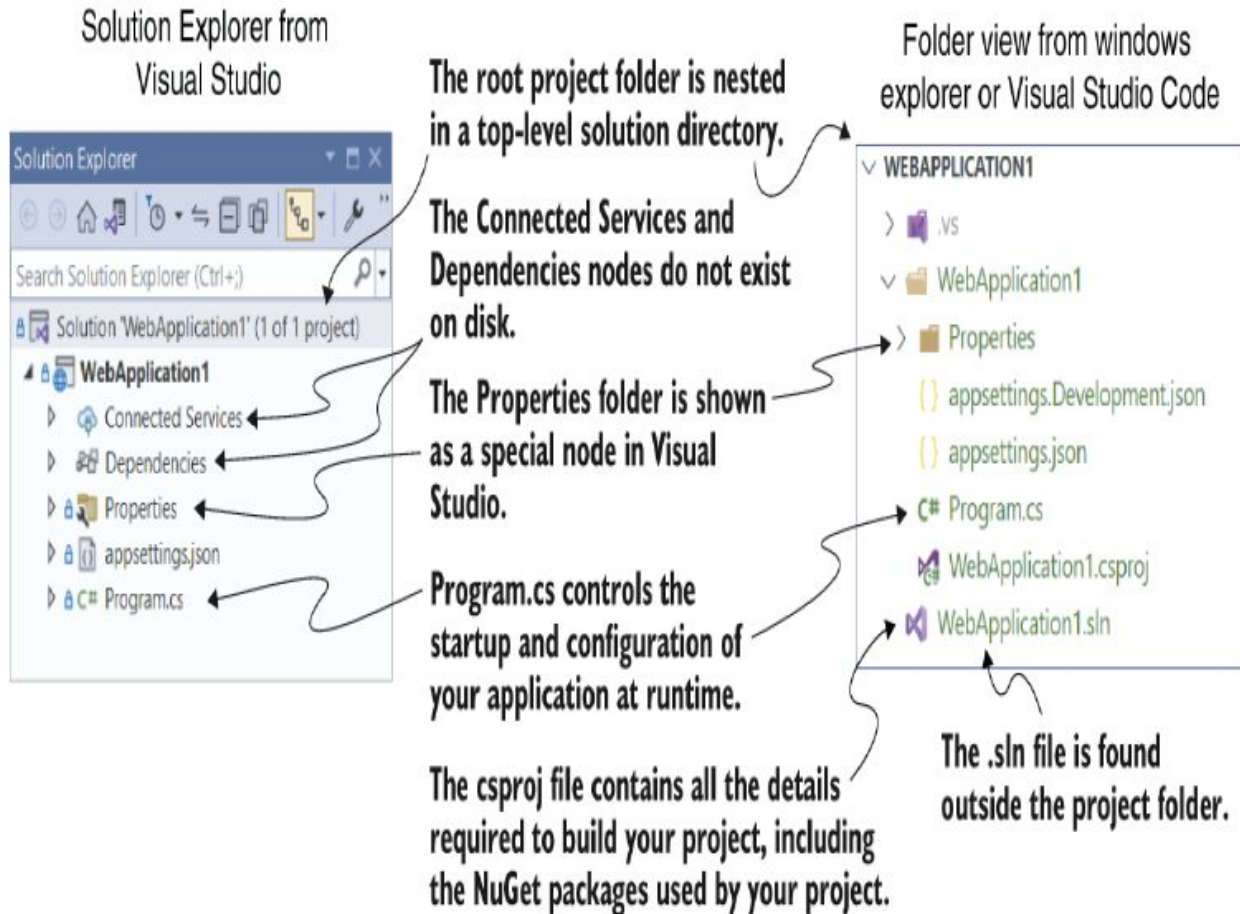 Solution Explorer from
Visual Studio
Solution Explorer
Search Solution Explorer (Ctrl+;)
Solution 'WebApplication1' (1 of 1 project)
WebApplication1
Connected Services
Dependencies
Properties
appsettings.json
C# Program.cs
The root project folder is nested
in a top-level solution directory.
The Connected Services and
Dependencies nodes do not exist
on disk.
The Properties folder is shown
as a special node in Visual
Studio.
Program.cs controls the
startup and configuration of
your application at runtime.
The csproj file contains all the details
required to build your project, including
the NuGet packages used by your project.
Folder view from windows
explorer or Visual Studio Code
WEBAPPLICATION1
.vs
WebApplication1
Properties
{} appsettings.Development.json
{} appsettings.json
C# Program.cs
WebApplication1.csproj
WebApplication1.sln
The .sln file is found
outside the project folder.